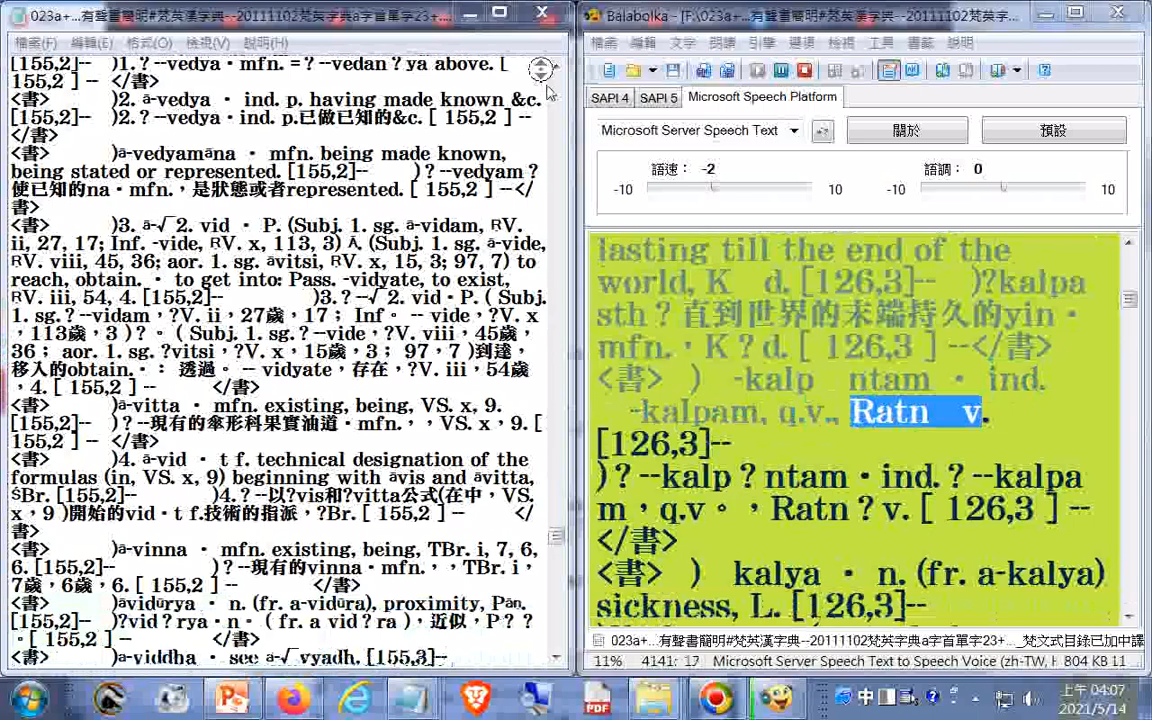 023a+...有聲書簡明#梵英漢字典--20111102梵英字典a字首單字23+...
檔案(F) 編輯(E) 格式(O) 檢視(V) 說明(H)
[155,2]-- )1.? --vedya‧mfn. =? --vedan? ya above. [
155,2] -- </書>
<書> )2. ā-vedya ‧ ind. p. having made known &c.
[155,2]-- )2.? --vedya‧ind. p.已做已知的&c. [ 155,2 ] --
</書>
<書> )ā-vedyamāna ‧ mfn. being made known,
being stated or represented. [155,2]-- )? --vedyam?
使已知的na‧mfn.，是狀態或者represented. [ 155,2 ] --</
書>
<書> )3. ā-√ 2. vid ‧ P. (Subj. 1. sg. ā-vidam, RV.
ii, 27, 17; Inf. -vide, RV. x, 113, 3) Ā. (Subj. 1. sg. ā-vide,
RV. viii, 45, 36; aor. 1. sg. āvitsi, RV. x, 15, 3; 97, 7) to
reach, obtain. ‧ to get into: Pass. -vidyate, to exist,
RV. iii, 54, 4. [155,2]-- )3.? --√ 2. vid‧P. ( Subj.
1. sg. ? --vidam，?V. ii，27歲，17； Inf。-- vide，?V. x
，113歲，3 )?。 ( Subj. 1. sg.? --vide，?V. viii，45歲，
36； aor. 1. sg. ?vitsi，?V. x，15歲，3； 97，7 )到達，
移入的obtain.‧： 透過。 -- vidyate，存在，?V. iii，54歲
，4. [ 155,2 ] -- </書>
<書> )ā-vitta ‧ mfn. existing, being, VS. x, 9.
[155,2]-- )? --現有的傘形科果實油道‧mfn.，，VS. x，9. [
155,2 ] -- </書>
<書> )4. ā-vid ‧ t f. technical designation of the
formulas (in, VS. x, 9) beginning with āvis and āvitta,
ŚBr. [155,2]-- )4.? --以?vis和?vitta公式(在中，VS.
x，9 )開始的vid‧t f.技術的指派，?Br. [ 155,2 ] -- </
書>
<書> )ā-vinna ‧ mfn. existing, being, TBr. i, 7, 6,
6. [155,2]-- )? --現有的vinna‧mfn.，，TBr. i，
7歲，6歲，6. [ 155,2 ] -- </書>
<書> )āvidūrya ‧ n. (fr. a-vidūra), proximity, Pāṇ.
[155,2]-- )?vid? rya‧n. ( fr. a vid? ra )，近似，P? ?
。[155,2 ] -- </書>
<書> )ā-viddha ‧ see ā-√ vyadh. [155,3]--
Balabolka - [F:\023a+...有聲書簡明#梵英漢字典--20111102梵英字...
檔案 編輯 文字 朗讀 引擎 選項 檢視 工具 書籤 說明
SAPI 4 SAPI 5 Microsoft Speech Platform
Microsoft Server Speech Text 關於 預設
語速： -2 語調： 0
-10 10 -10 10
lasting till the end of the
world, K d. [126,3]-- )?kalpa
sth? 直到世界的末端持久的yin‧
mfn.，K? d. [ 126,3 ] --</書>
<書> ) -kalp ntam ‧ ind.
-kalpam, q.v., Ratn v.
[126,3]--
)? --kalp? ntam‧ind.? --kalpa
m，q.v。，Ratn? v. [ 126,3 ] --
</書>
<書> ) kalya ‧ n. (fr. a-kalya)
sickness, L. [126,3]--
023a+...有聲書簡明#梵英漢字典--20111102梵英字典a字首單字23+..._梵文式目錄已加中譯
11% 4141: 17 Microsoft Server Speech Text to Speech Voice (zh-TW, H 804 KB 11
中
上午 04:07
2021/5/14